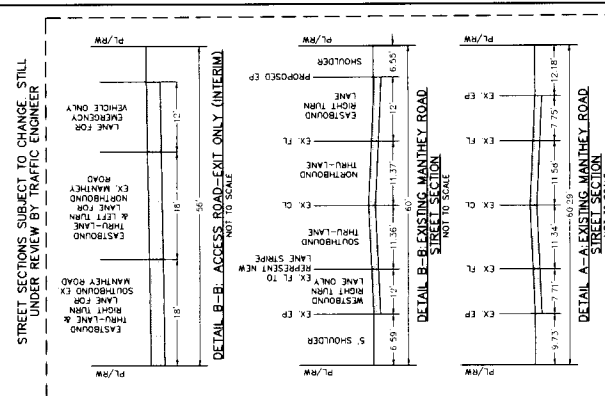 STREET SECTIONS SUBJECT TO CHANGE. STILL
UNDER REVIEW BY TRAFFIC ENGINEER
PL/RW
PL/RW
EASTBOUND
THRU-LANE &
RIGHT TURN
LANE FOR
SOUTHBOUND EX.
MANTHEY ROAD
EASTBOUND
THRU-LANE
& LEFT TURN
LANE FOR
NORTHBOUND
EX. MANTHEY
ROAD
LANE FOR
EMERGENCY
VEHICLE ONLY
18'
12'
56'
DETAIL B-B: ACCESS ROAD-EXIT ONLY (INTERIM)
NOT TO SCALE
PL/RW
PL/RW
5' SHOULDER
EX. EP
WESTBOUND
RIGHT TURN
LANE ONLY
EX. FL TO
REPRESENT NEW
LANE STRIPE
SOUTHBOUND
THRU-LANE
EX. CL
NORTHBOUND
THRU-LANE
EX. FL
EASTBOUND
RIGHT TURN
LANE
PROPOSED EP
SHOULDER
6.59
12'
11.36'
11.37'
12'
6.55'
60'
DETAIL B-B: EXISTING MANTHEY ROAD
STREET SECTION
NOT TO SCALE
PL/RW
PL/RW
EX. EP
EX. FL
EX. CL
EX. FL
EX. EP
9.73'
7.71'
11.34'
7.75'
12.18'
60.29'
DETAIL A-A: EXISTING MANTHEY ROAD
STREET SECTION